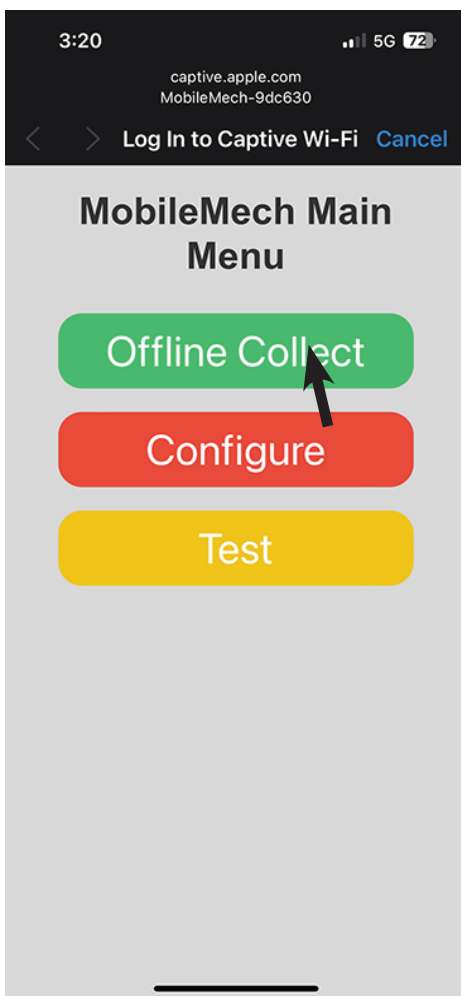 3:20 5G 72
captive.apple.com
MobileMech-9dc630
Log In to Captive Wi-Fi Cancel
MobileMech Main
Menu
Offline Collect
Configure
Test